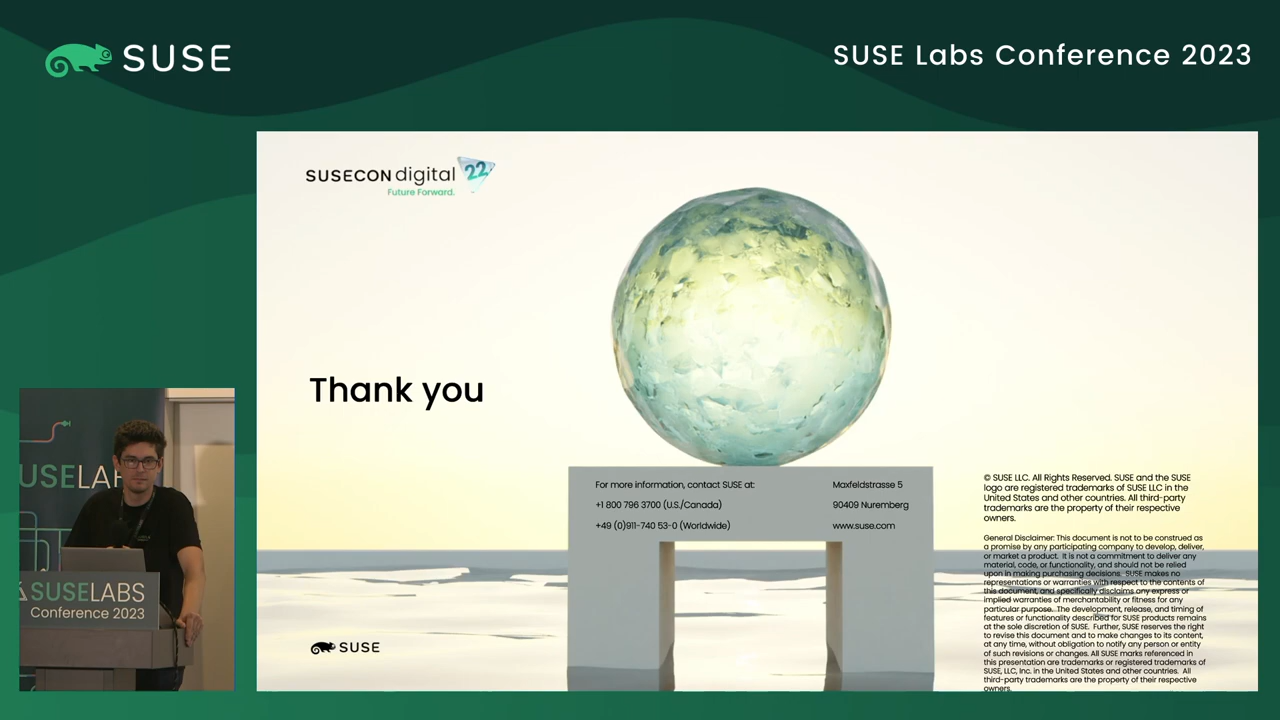 SUSE
SUSE Labs Conference 2023
SUSECON digital 22
Future Forward.
Thank you
For more information, contact SUSE at:
+1 800 796 3700 (U.S./Canada)
+49 (0)911-740 53-0 (Worldwide)
Maxfeldstrasse 5
90409 Nuremberg
www.suse.com
© SUSE LLC. All Rights Reserved. SUSE and the SUSE
logo are registered trademarks of SUSE LLC in the
United States and other countries. All third-party
trademarks are the property of their respective
owners.
General Disclaimer: This document is not to be construed as
a promise by any participating company to develop, deliver,
or market a product. It is not a commitment to deliver any
material, code, or functionality, and should not be relied
upon in making purchasing decisions. SUSE makes no
representations or warranties with respect to the contents of
this document, and specifically disclaims any express or
implied warranties of merchantability or fitness for any
particular purpose. The development, release, and timing of
features or functionality described for SUSE products remains
at the sole discretion of SUSE. Further, SUSE reserves the right
to revise this document and to make changes to its content,
at any time, without obligation to notify any person or entity
of such revisions or changes. All SUSE marks referenced in
this presentation are trademarks or registered trademarks of
SUSE, LLC, Inc. in the United States and other countries. All
third-party trademarks are the property of their respective
owners.
SUSE
USELA
SUSELABS
Conference 2023